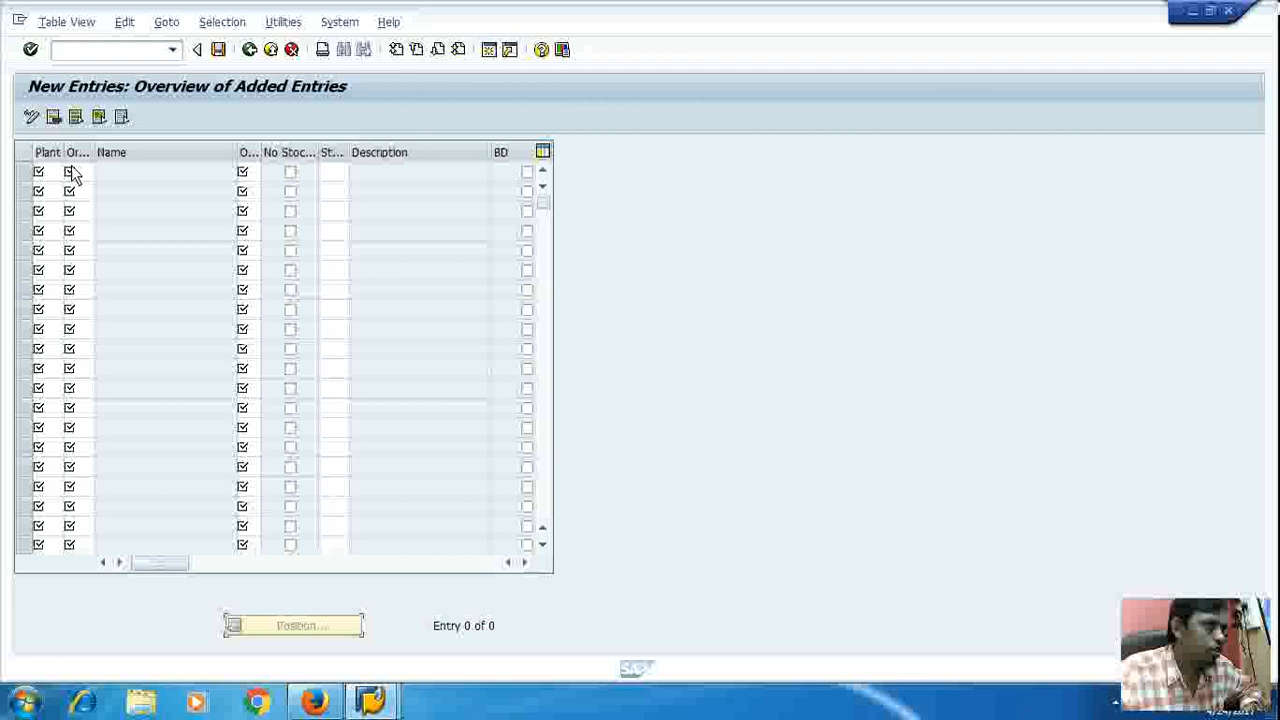 Table View Edit Goto Selection Utilities System Help
New Entries: Overview of Added Entries
Plant Or... Name O... No Stoc... St... Description BD
Position... Entry 0 of 0
SAP